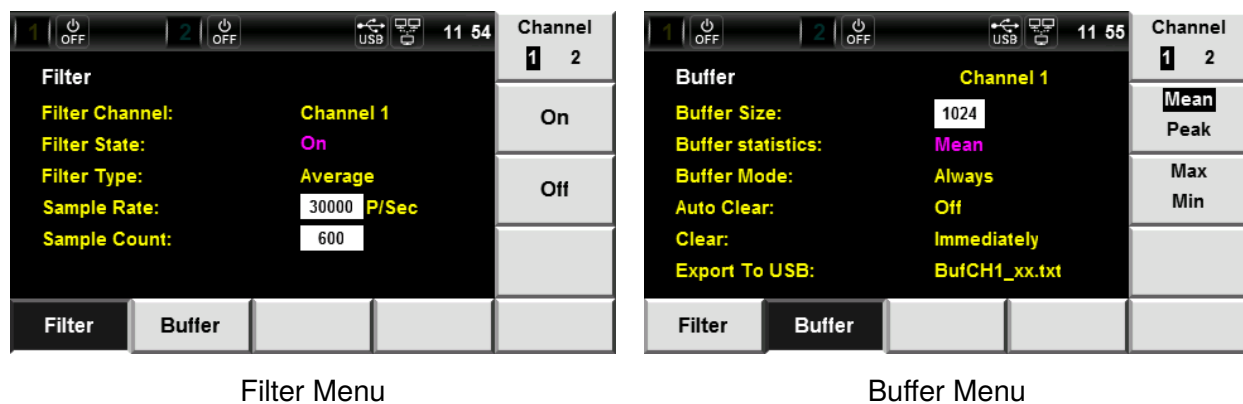 1 OFF 2 OFF USB 11 54 Channel
1 2
Filter
Filter Channel: Channel 1
On
Filter State: On
Filter Type: Average
Off
Sample Rate: 30000 P/Sec
Sample Count: 600
Filter Buffer
Filter Menu
1 OFF 2 OFF USB 11 55 Channel
1 2
Buffer Channel 1
Mean
Buffer Size: 1024
Peak
Buffer statistics: Mean
Buffer Mode: Always
Max
Auto Clear: Off
Min
Clear: Immediately
Export To USB: BufCH1_xx.txt
Filter Buffer
Buffer Menu